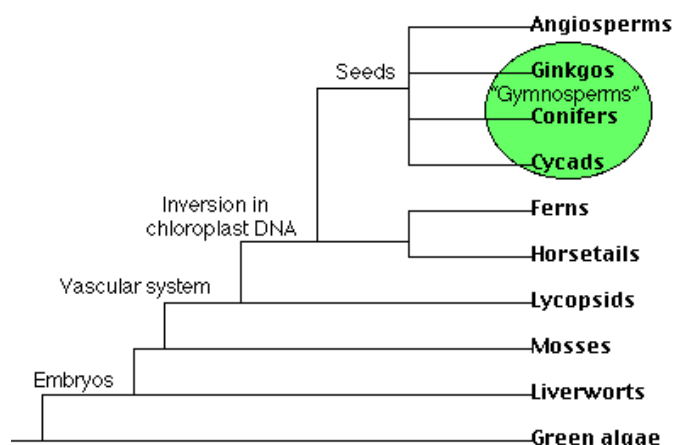 Angiosperms
Seeds
Ginkgos
"Gymnosperms"
Conifers
Cycads
Inversion in
chloroplast DNA
Ferns
Horsetails
Vascular system
Lycopsids
Mosses
Embryos
Liverworts
Green algae